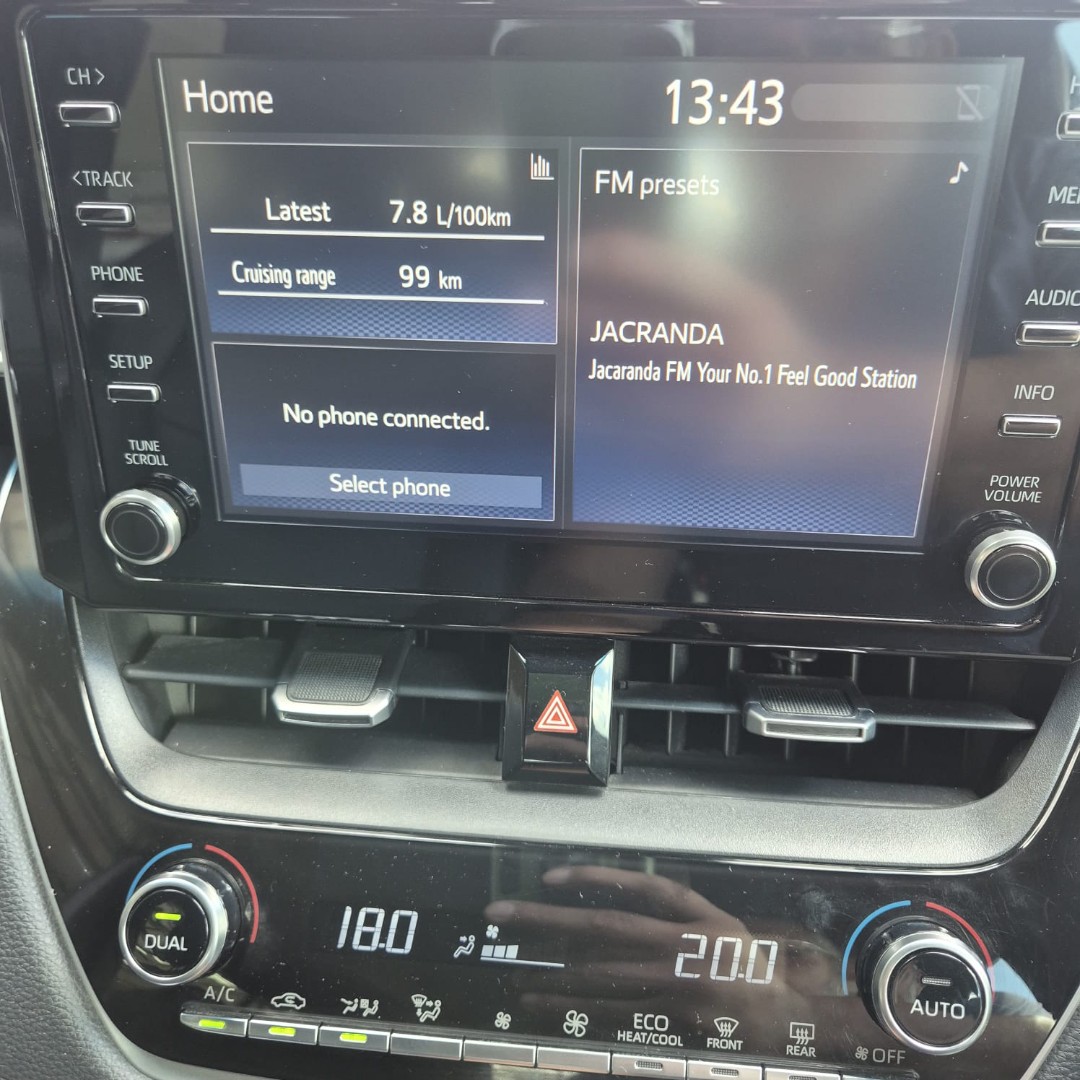 CH >
<TRACK
PHONE
SETUP
TUNE
SCROLL
Home
13:43
Latest 7.8 L/100km
Cruising range 99 km
No phone connected.
Select phone
FM presets
JACRANDA
Jacaranda FM Your No.1 Feel Good Station
AUDIO
INFO
POWER
VOLUME
DUAL
18.0
20.0
AUTO
A/C
ECO
HEAT/COOL
FRONT
REAR
OFF